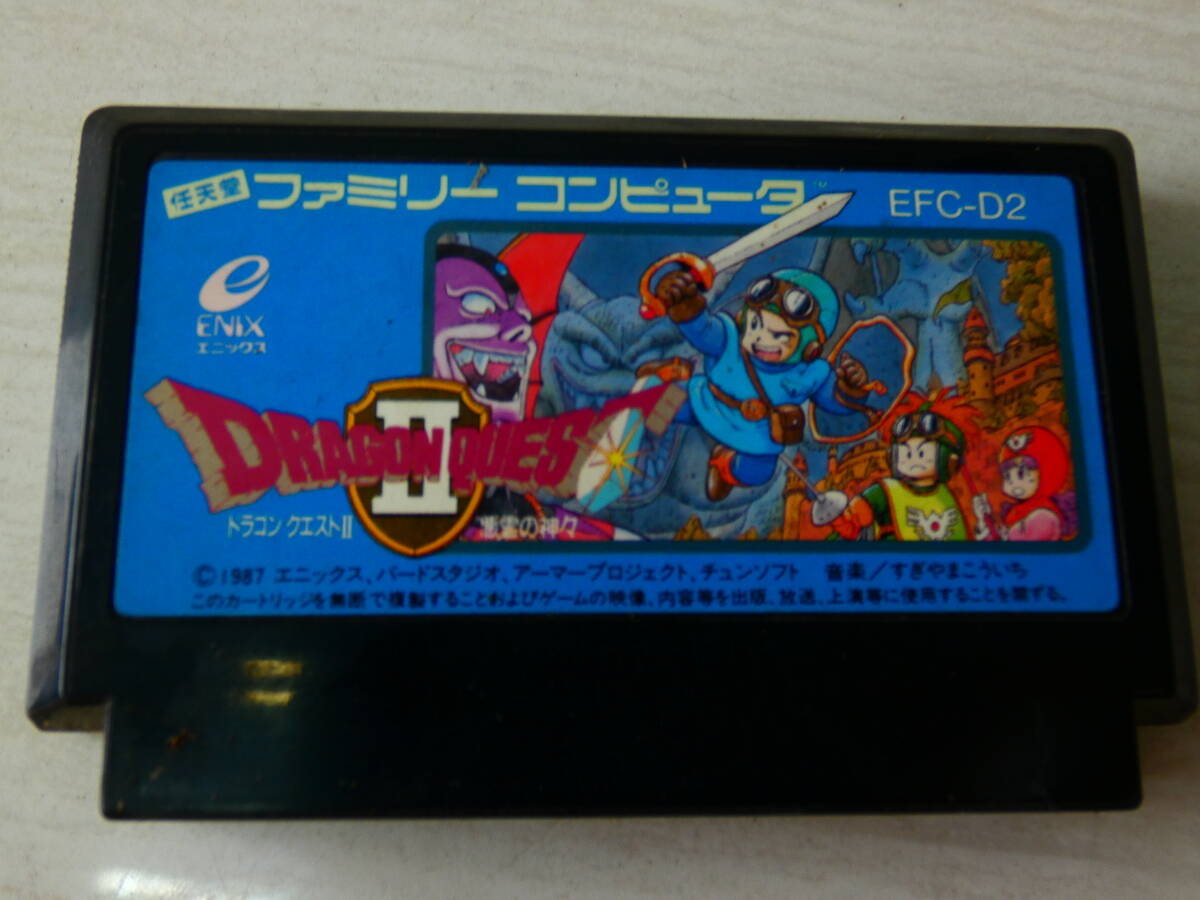 任天堂 ファミリー コンピュータ™ EFC-D2
ENIX
エニックス
DRAGON QUEST
II
ドラゴン クエストII 悪霊の神々
©1987 エニックス、バードスタジオ、アーマープロジェクト、チュンソフト 音楽/すぎやまこういち
このカートリッジを無断で複製することおよびゲームの映像、内容等を出版、放送、上演等に使用することを禁ずる。